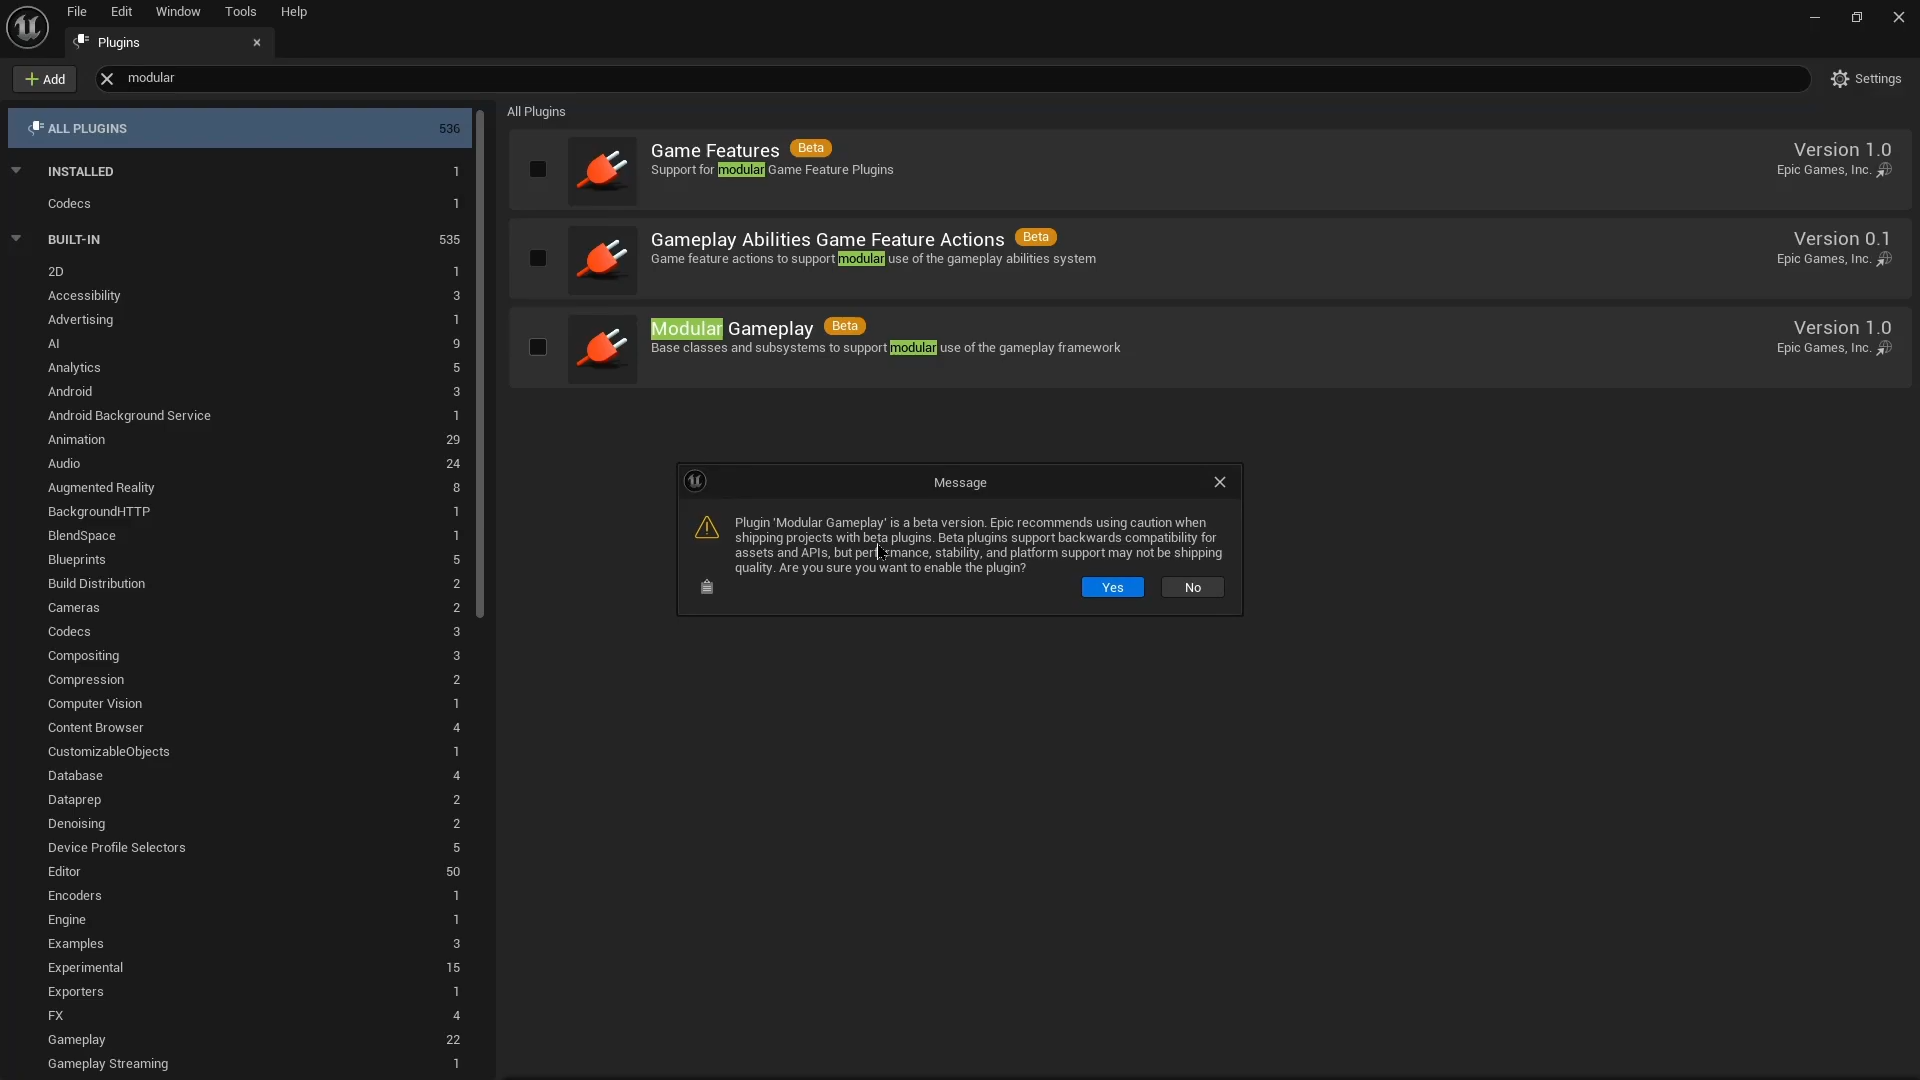 File Edit Window Tools Help
Plugins
Add
modular
Settings
ALL PLUGINS 536
INSTALLED 1
Codecs 1
BUILT-IN 535
2D 1
Accessibility 3
Advertising 1
AI 9
Analytics 5
Android 3
Android Background Service 1
Animation 29
Audio 24
Augmented Reality 8
BackgroundHTTP 1
BlendSpace 1
Blueprints 5
Build Distribution 2
Cameras 2
Codecs 3
Compositing 3
Compression 2
Computer Vision 1
Content Browser 4
CustomizableObjects 1
Database 4
Dataprep 2
Denoising 2
Device Profile Selectors 5
Editor 50
Encoders 1
Engine 1
Examples 3
Experimental 15
Exporters 1
FX 4
Gameplay 22
Gameplay Streaming 1
All Plugins
Game Features Beta Version 1.0
Support for modular Game Feature Plugins Epic Games, Inc.
Gameplay Abilities Game Feature Actions Beta Version 0.1
Game feature actions to support modular use of the gameplay abilities system Epic Games, Inc.
Modular Gameplay Beta Version 1.0
Base classes and subsystems to support modular use of the gameplay framework Epic Games, Inc.
Message
Plugin 'Modular Gameplay' is a beta version. Epic recommends using caution when
shipping projects with beta plugins. Beta plugins support backwards compatibility for
assets and APIs, but performance, stability, and platform support may not be shipping
quality. Are you sure you want to enable the plugin?
Yes No